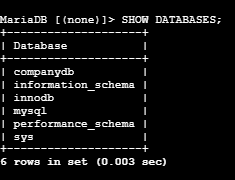 MariaDB [(none)]> SHOW DATABASES;
+--------------------+
| Database           |
+--------------------+
| companydb          |
| information_schema |
| innodb             |
| mysql              |
| performance_schema |
| sys                |
+--------------------+
6 rows in set (0.003 sec)